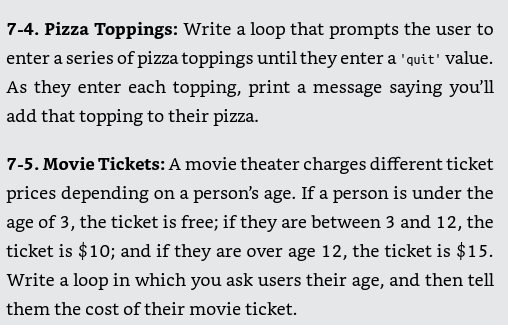 7-4. Pizza Toppings: Write a loop that prompts the user to
enter a series of pizza toppings until they enter a 'quit' value.
As they enter each topping, print a message saying you’ll
add that topping to their pizza.
7-5. Movie Tickets: A movie theater charges different ticket
prices depending on a person’s age. If a person is under the
age of 3, the ticket is free; if they are between 3 and 12, the
ticket is $10; and if they are over age 12, the ticket is $15.
Write a loop in which you ask users their age, and then tell
them the cost of their movie ticket.